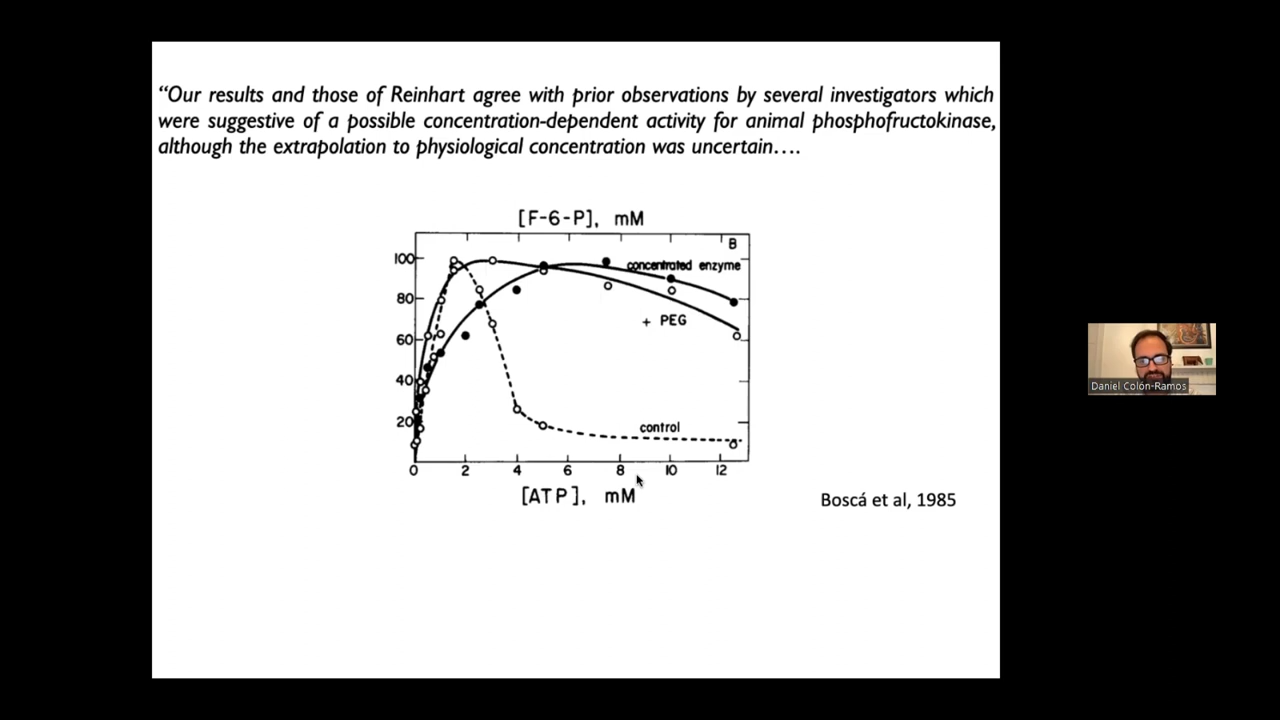 “Our results and those of Reinhart agree with prior observations by several investigators which
were suggestive of a possible concentration-dependent activity for animal phosphofructokinase,
although the extrapolation to physiological concentration was uncertain….
[F-6-P], mM
B
100
concentrated enzyme
80
+ PEG
60
40
20
control
0 2 4 6 8 10 12
[ATP], mM
Boscá et al, 1985
Daniel Colón-Ramos